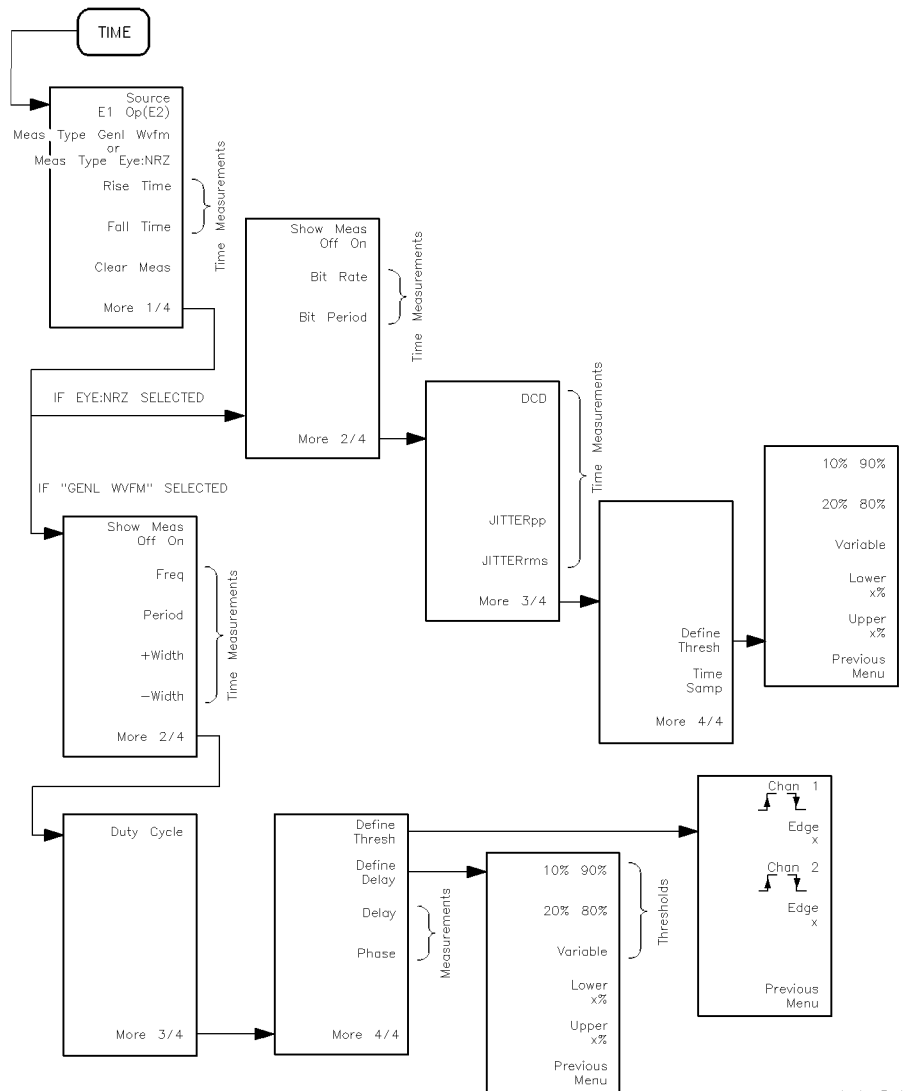 TIME
Source
E1 Op(E2)
Meas Type Genl Wvfm
or
Meas Type Eye:NRZ
Rise Time
Fall Time
Clear Meas
More 1/4
Time Measurements
IF EYE:NRZ SELECTED
Show Meas
Off On
Bit Rate
Bit Period
More 2/4
Time Measurements
DCD
JITTERpp
JITTERrms
More 3/4
Time Measurements
Define
Thresh
Time
Samp
More 4/4
10% 90%
20% 80%
Variable
Lower
x%
Upper
x%
Previous
Menu
IF "GENL WVFM" SELECTED
Show Meas
Off On
Freq
Period
+Width
−Width
More 2/4
Time Measurements
Duty Cycle
More 3/4
Define
Thresh
Define
Delay
Delay
Phase
More 4/4
Measurements
10% 90%
20% 80%
Variable
Lower
x%
Upper
x%
Previous
Menu
Thresholds
Chan 1
Edge
x
Chan 2
Edge
x
Previous
Menu